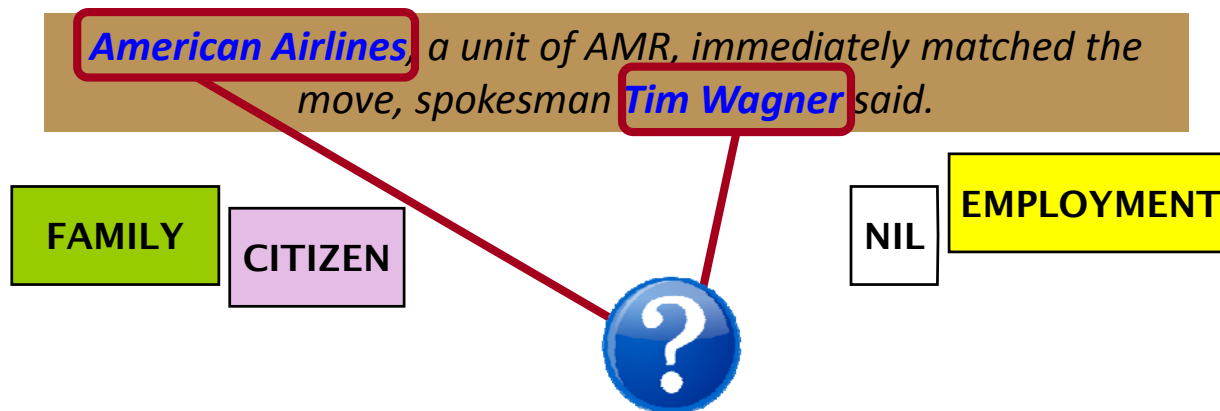 American Airlines, a unit of AMR, immediately matched the
move, spokesman Tim Wagner said.
FAMILY
CITIZEN
NIL
EMPLOYMENT
?